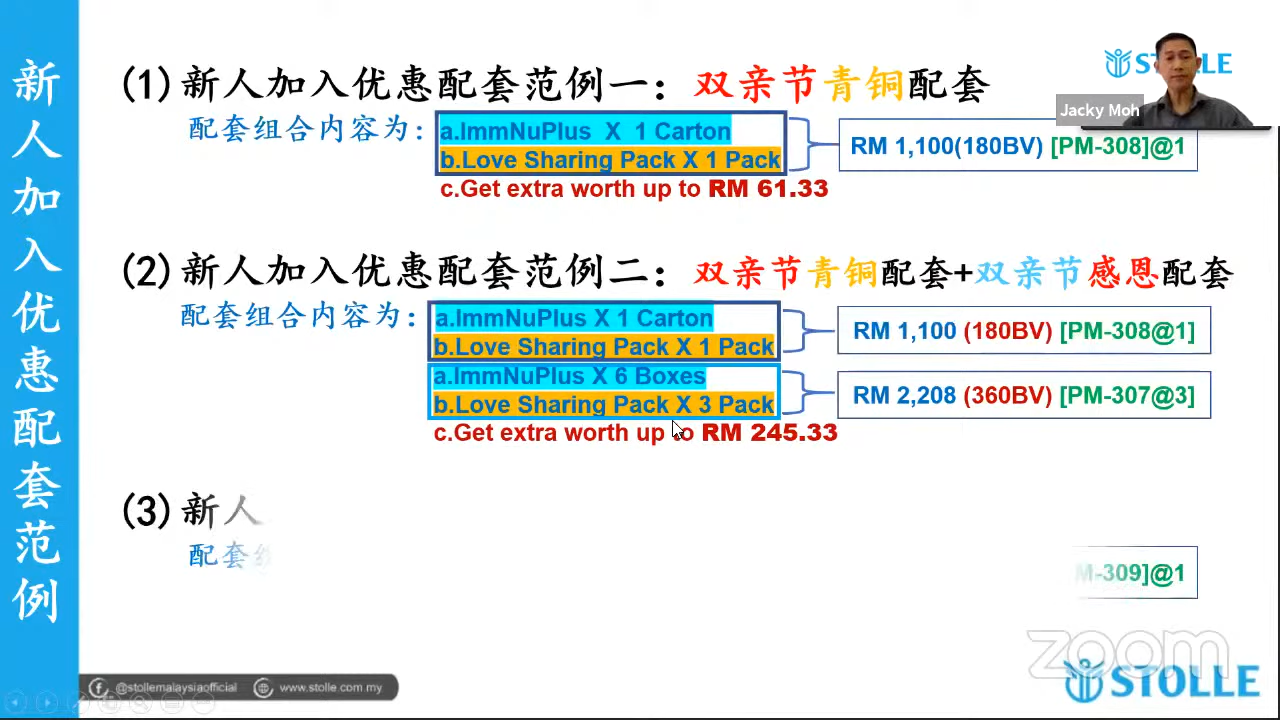 新人加入优惠配套范例
STOLLE
Jacky Moh
(1)新人加入优惠配套范例一：双亲节青铜配套
配套组合内容为：
a.ImmNuPlus X 1 Carton
b.Love Sharing Pack X 1 Pack
RM 1,100(180BV) [PM-308]@1
c.Get extra worth up to RM 61.33
(2)新人加入优惠配套范例二：双亲节青铜配套+双亲节感恩配套
配套组合内容为：
a.ImmNuPlus X 1 Carton
b.Love Sharing Pack X 1 Pack
RM 1,100 (180BV) [PM-308@1]
a.ImmNuPlus X 6 Boxes
b.Love Sharing Pack X 3 Pack
RM 2,208 (360BV) [PM-307@3]
c.Get extra worth up to RM 245.33
(3)新人
配套
M-309]@1
zoom
STOLLE
@stollemalaysiaofficial www.stolle.com.my